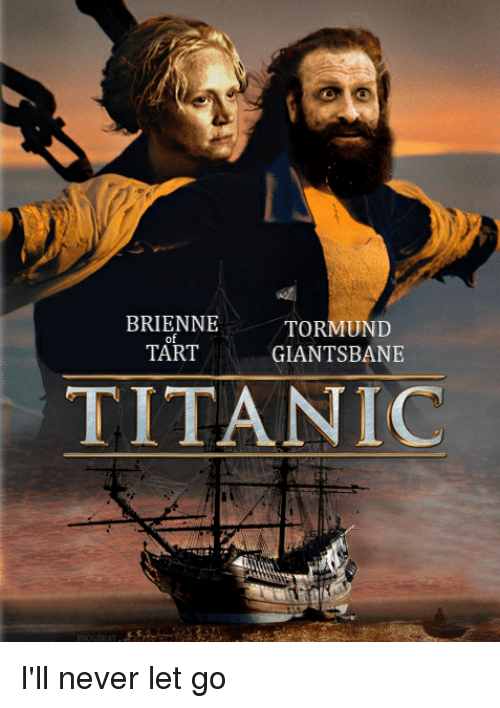 BRIENNE
of
TART
TORMUND
GIANTSBANE
TITANIC
I'll never let go